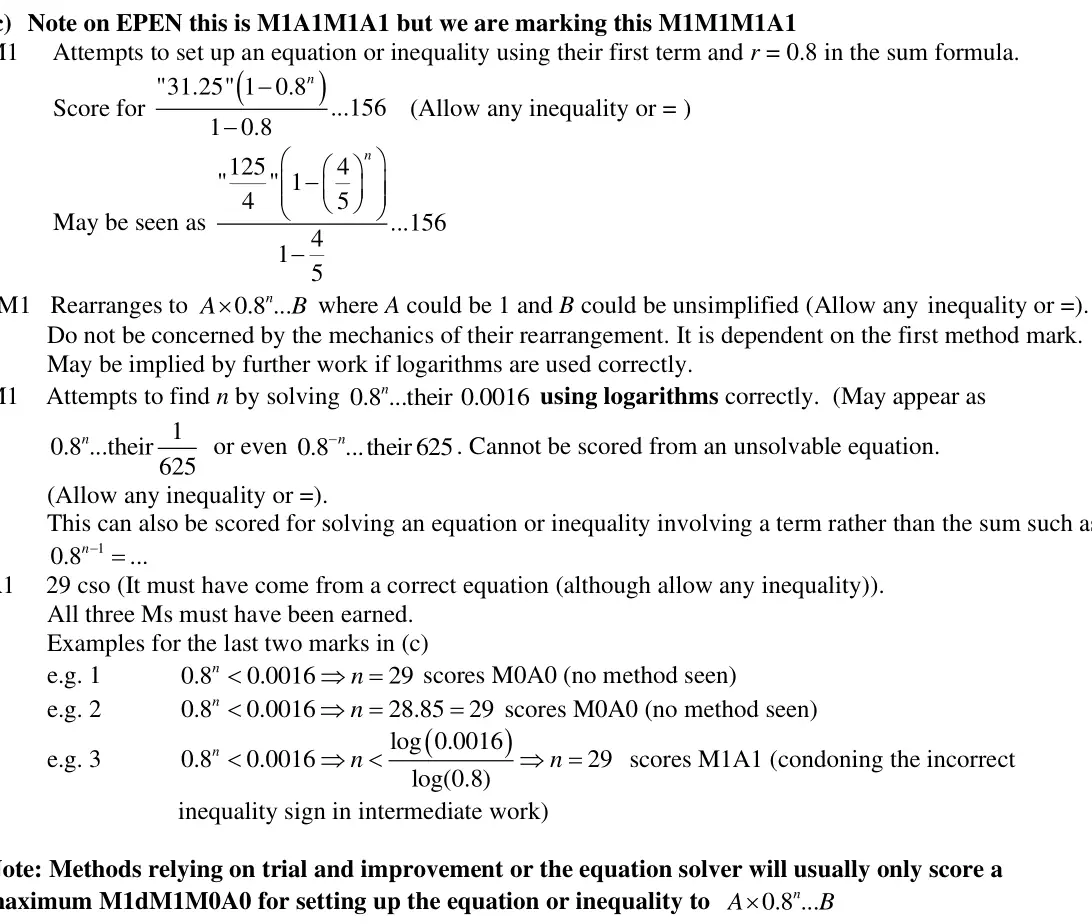 c) Note on EPEN this is M1A1M1A1 but we are marking this M1M1M1A1
M1 Attempts to set up an equation or inequality using their first term and r = 0.8 in the sum formula.
Score for "31.25"(1−0.8ⁿ)/(1−0.8) ...156 (Allow any inequality or = )
May be seen as "125/4"(1−(4/5)ⁿ)/(1−4/5) ...156
M1 Rearranges to A×0.8ⁿ...B where A could be 1 and B could be unsimplified (Allow any inequality or =).
Do not be concerned by the mechanics of their rearrangement. It is dependent on the first method mark.
May be implied by further work if logarithms are used correctly.
M1 Attempts to find n by solving 0.8ⁿ...their 0.0016 using logarithms correctly. (May appear as
0.8ⁿ...their 1/625 or even 0.8⁻ⁿ... their 625. Cannot be scored from an unsolvable equation.
(Allow any inequality or =).
This can also be scored for solving an equation or inequality involving a term rather than the sum such as
0.8ⁿ⁻¹ = ...
A1 29 cso (It must have come from a correct equation (although allow any inequality)).
All three Ms must have been earned.
Examples for the last two marks in (c)
e.g. 1 0.8ⁿ < 0.0016 ⇒ n = 29 scores M0A0 (no method seen)
e.g. 2 0.8ⁿ < 0.0016 ⇒ n = 28.85 = 29 scores M0A0 (no method seen)
e.g. 3 0.8ⁿ < 0.0016 ⇒ n < log(0.0016)/log(0.8) ⇒ n = 29 scores M1A1 (condoning the incorrect
inequality sign in intermediate work)
Note: Methods relying on trial and improvement or the equation solver will usually only score a
maximum M1dM1M0A0 for setting up the equation or inequality to A×0.8ⁿ...B